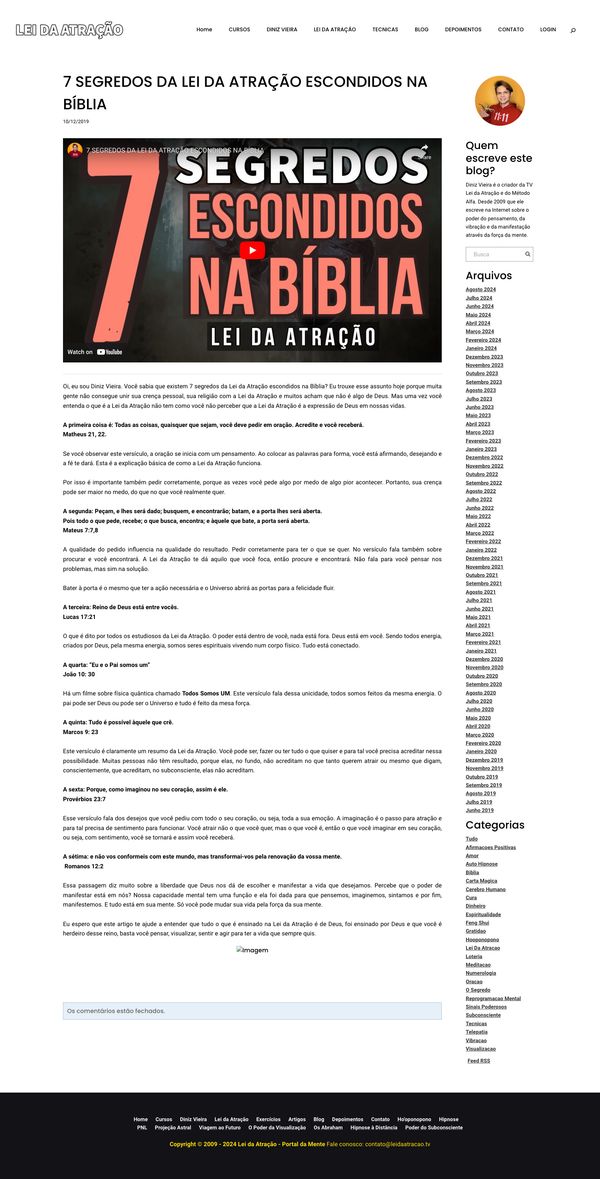 LEI DA ATRAÇÃO
Home CURSOS DINIZ VIEIRA LEI DA ATRAÇÃO TECNICAS BLOG DEPOIMENTOS CONTATO LOGIN
7 SEGREDOS DA LEI DA ATRAÇÃO ESCONDIDOS NA
BÍBLIA
10/12/2019
7 SEGREDOS DA LEI DA ATRAÇÃO ESCONDIDOS NA BÍBLIA
Share
7 SEGREDOS
ESCONDIDOS
NA BÍBLIA
LEI DA ATRAÇÃO
Watch on YouTube
Oi, eu sou Diniz Vieira. Você sabia que existem 7 segredos da Lei da Atração escondidos na Bíblia? Eu trouxe esse assunto hoje porque muita
gente não consegue unir sua crença pessoal, sua religião com a Lei da Atração e muitos acham que não é algo de Deus. Mas uma vez você
entenda o que é a Lei da Atração não tem como você não perceber que a Lei da Atração é a expressão de Deus em nossas vidas.
A primeira coisa é: Todas as coisas, quaisquer que sejam, você deve pedir em oração. Acredite e você receberá.
Matheus 21, 22.
Se você observar este versículo, a oração se inicia com um pensamento. Ao colocar as palavras para forma, você está afirmando, desejando e
a fé te dará. Esta é a explicação básica de como a Lei da Atração funciona.
Por isso é importante também pedir corretamente, porque as vezes você pede algo por medo de algo pior acontecer. Portanto, sua crença
pode ser maior no medo, do que no que você realmente quer.
A segunda: Peçam, e lhes será dado; busquem, e encontrarão; batam, e a porta lhes será aberta.
Pois todo o que pede, recebe; o que busca, encontra; e àquele que bate, a porta será aberta.
Mateus 7:7,8
A qualidade do pedido influencia na qualidade do resultado. Pedir corretamente para ter o que se quer. No versículo fala também sobre
procurar e você encontrará. A Lei da Atração te dá aquilo que você foca, então procure e encontrará: Não fala para você pensar nos
problemas, mas sim na solução.
Bater à porta é o mesmo que ter a ação necessária e o Universo abrirá as portas para a felicidade fluir.
A terceira: Reino de Deus está entre vocês.
Lucas 17:21
O que é dito por todos os estudiosos da Lei da Atração. O poder está dentro de você, nada está fora. Deus está em você. Sendo todos energia,
criados por Deus, pela mesma energia, somos seres espirituais vivendo num corpo físico. Tudo está conectado.
A quarta: “Eu e o Pai somos um”
João 10: 30
Há um filme sobre física quântica chamado Todos Somos UM. Este versículo fala dessa unicidade, todos somos feitos da mesma energia. O
pai pode ser Deus ou pode ser o Universo e tudo é feito da mesa força.
A quinta: Tudo é possível àquele que crê.
Marcos 9: 23
Este versículo é claramente um resumo da Lei da Atração. Você pode ser, fazer ou ter tudo o que quiser e para tal você precisa acreditar nessa
possibilidade. Muitas pessoas não têm resultado, porque elas, no fundo, não acreditam no que tanto querem atrair ou mesmo que digam,
conscientemente, que acreditam, no subconsciente, elas não acreditam.
A sexta: Porque, como imaginou no seu coração, assim é ele.
Provérbios 23:7
Esse versículo fala dos desejos que você pediu com todo o seu coração, ou seja, toda a sua emoção. A imaginação é o passo para atração e
para tal precisa de sentimento para funcionar. Você atrai não o que você quer, mas o que você é, então o que você imaginar em seu coração,
ou seja, com sentimento, você se tornará e assim você receberá.
A sétima: e não vos conformeis com este mundo, mas transformai-vos pela renovação da vossa mente.
Romanos 12:2
Essa passagem diz muito sobre a liberdade que Deus nos dá de escolher e manifestar a vida que desejamos. Percebe que o poder de
manifestar está em nós? Nossa capacidade mental tem uma função e ela foi dada para que pensemos, imaginemos, sintamos e por fim,
manifestemos. E tudo está em sua mente. Só você pode mudar sua vida pela força da sua mente.
Eu espero que este artigo te ajude a entender que tudo o que é ensinado na Lei da Atração é de Deus, foi ensinado por Deus e que você é
herdeiro desse reino, basta você pensar, visualizar, sentir e agir para ter a vida que sempre quis.
Imagem
Os comentários estão fechados.
11:11
Quem
escreve este
blog?
Diniz Vieira é o criador da TV
Lei da Atração e do Método
Alfa. Desde 2009 que ele
escreve na Internet sobre o
poder do pensamento, da
vibração e da manifestação
através da força da mente.
Busca
Arquivos
Agosto 2024
Julho 2024
Junho 2024
Maio 2024
Abril 2024
Março 2024
Fevereiro 2024
Janeiro 2024
Dezembro 2023
Novembro 2023
Outubro 2023
Setembro 2023
Agosto 2023
Julho 2023
Junho 2023
Maio 2023
Abril 2023
Março 2023
Fevereiro 2023
Janeiro 2023
Dezembro 2022
Novembro 2022
Outubro 2022
Setembro 2022
Agosto 2022
Julho 2022
Junho 2022
Maio 2022
Abril 2022
Março 2022
Fevereiro 2022
Janeiro 2022
Dezembro 2021
Novembro 2021
Outubro 2021
Setembro 2021
Agosto 2021
Julho 2021
Junho 2021
Maio 2021
Abril 2021
Março 2021
Fevereiro 2021
Janeiro 2021
Dezembro 2020
Novembro 2020
Outubro 2020
Setembro 2020
Agosto 2020
Julho 2020
Junho 2020
Maio 2020
Abril 2020
Março 2020
Fevereiro 2020
Janeiro 2020
Dezembro 2019
Novembro 2019
Outubro 2019
Setembro 2019
Agosto 2019
Julho 2019
Junho 2019
Categorias
Tudo
Afirmacoes Positivas
Amor
Auto Hipnose
Biblia
Carta Magica
Cerebro Humano
Cura
Dinheiro
Espiritualidade
Feng Shui
Gratidao
Hooponopono
Lei Da Atracao
Loteria
Meditacao
Numerologia
Oracao
O Segredo
Reprogramacao Mental
Sinais Poderosos
Subconsciente
Tecnicas
Telepatia
Vibracao
Visualizacao
Feed RSS
Home Cursos Diniz Vieira Lei da Atração Exercícios Artigos Blog Depoimentos Contato Ho'oponopono Hipnose
PNL Projeção Astral Viagem ao Futuro O Poder da Visualização Os Abraham Hipnose à Distância Poder do Subconsciente
Copyright © 2009 - 2024 Lei da Atração - Portal da Mente Fale conosco: contato@leidaatracao.tv